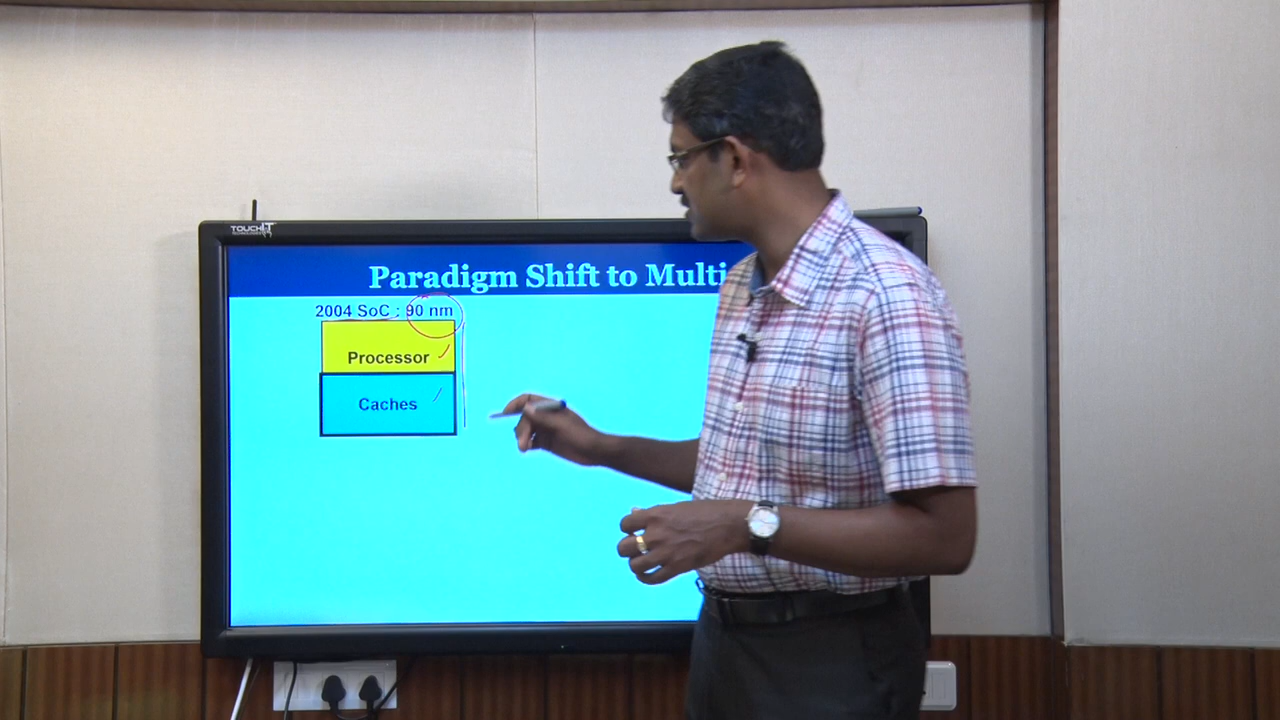 TOUCHIT
Paradigm Shift to Multi
2004 SoC : 90 nm
Processor
Caches